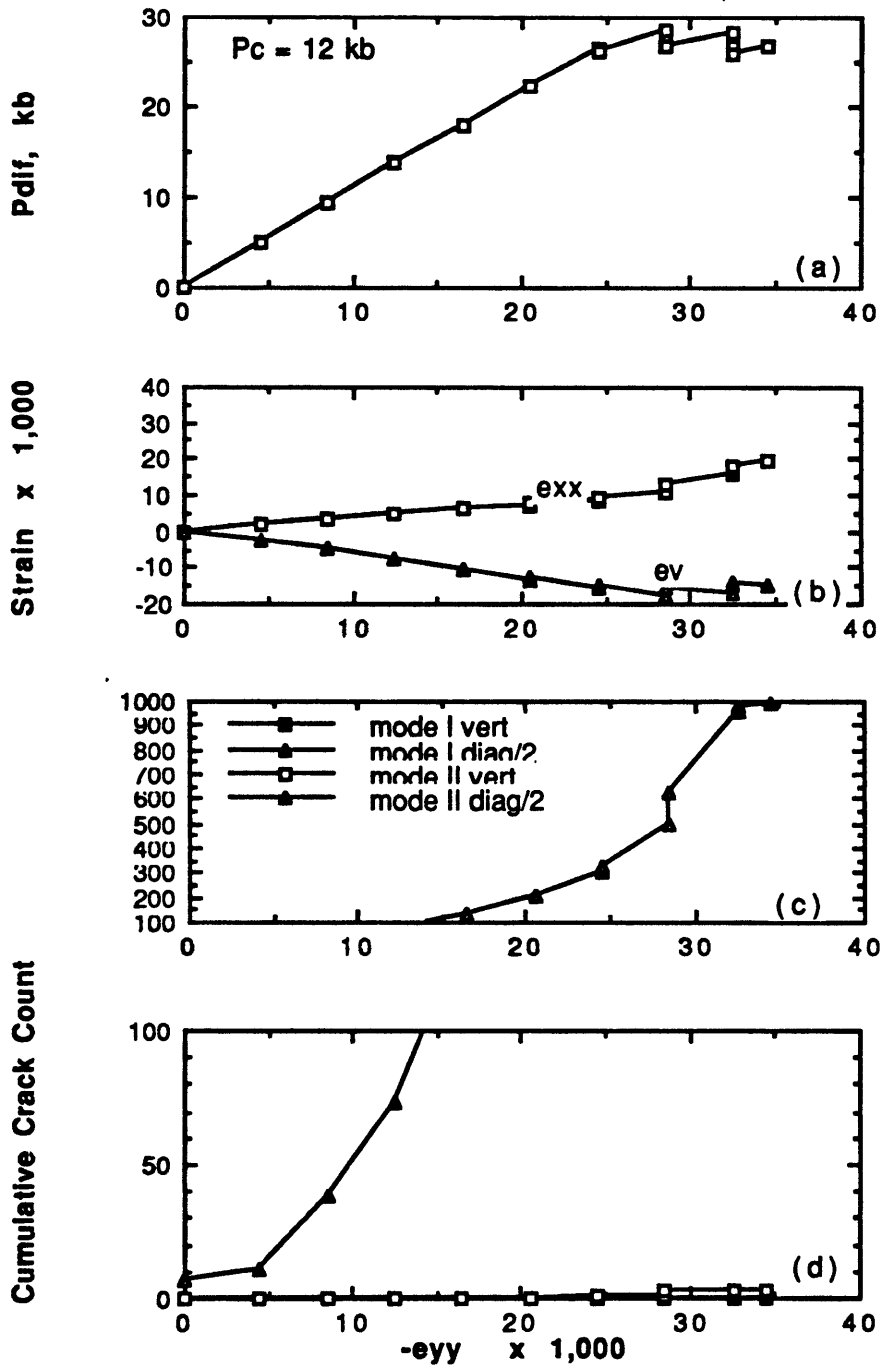 Pdif, kb
30
20
10
0
Pc = 12 kb
(a)
0 10 20 30 40
Strain x 1,000
40
30
20
10
0
-10
-20
exx
ev
(b)
0 10 20 30 40
1000
900
800
700
600
500
400
300
200
100
mode I vert
mode I diag/2
mode II vert
mode II diag/2
(c)
0 10 20 30 40
Cumulative Crack Count
100
50
0
(d)
0 10 20 30 40
-eyy x 1,000